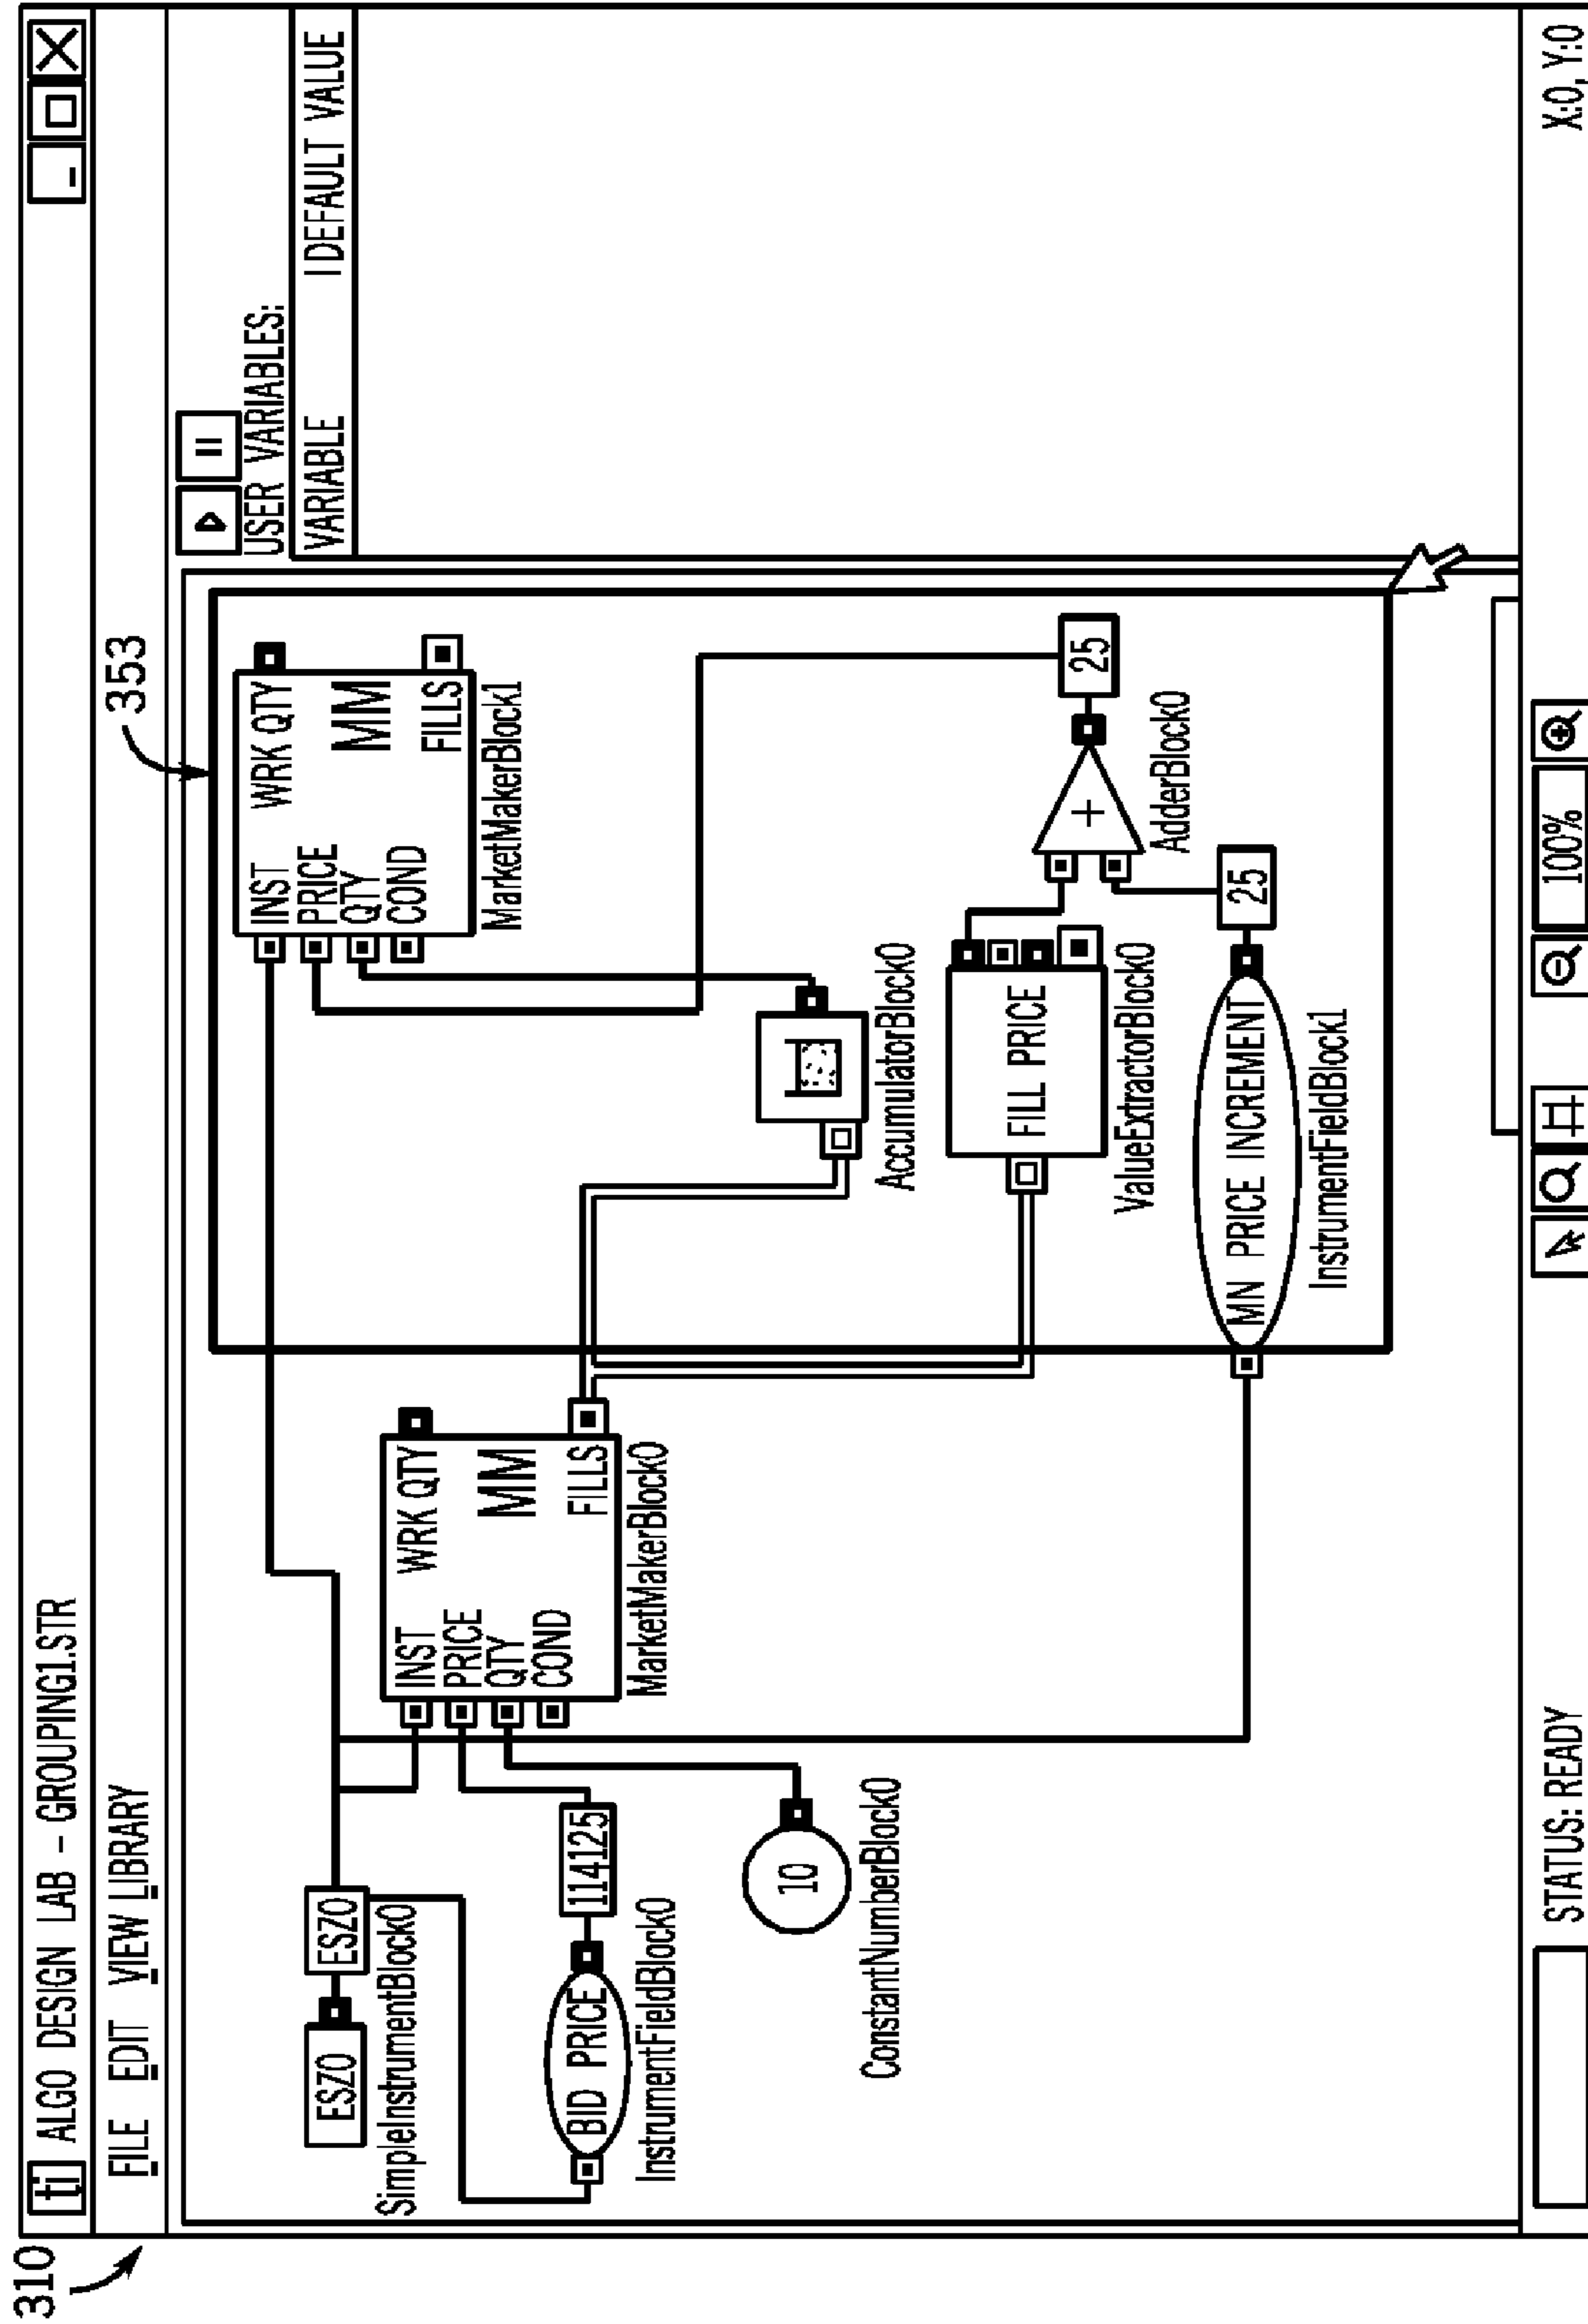 310
ti ALGO DESIGN LAB – GROUPING1.STR
FILE EDIT VIEW LIBRARY
353
USER VARIABLES:
VARIABLE | DEFAULT VALUE
ESZ0
ESZ0
SimpleInstrumentBlock0
BID PRICE
114125
InstrumentFieldBlock0
10
ConstantNumberBlock0
INST WRK QTY
PRICE
QTY MM
COND
FILLS
MarketMakerBlock0
INST WRK QTY
PRICE
QTY MM
COND
FILLS
MarketMakerBlock1
AccumulatorBlock0
FILL PRICE
ValueExtractorBlock0
+
25
AdderBlock0
MN PRICE INCREMENT
25
InstrumentFieldBlock1
STATUS: READY
100%
X:0, Y:0